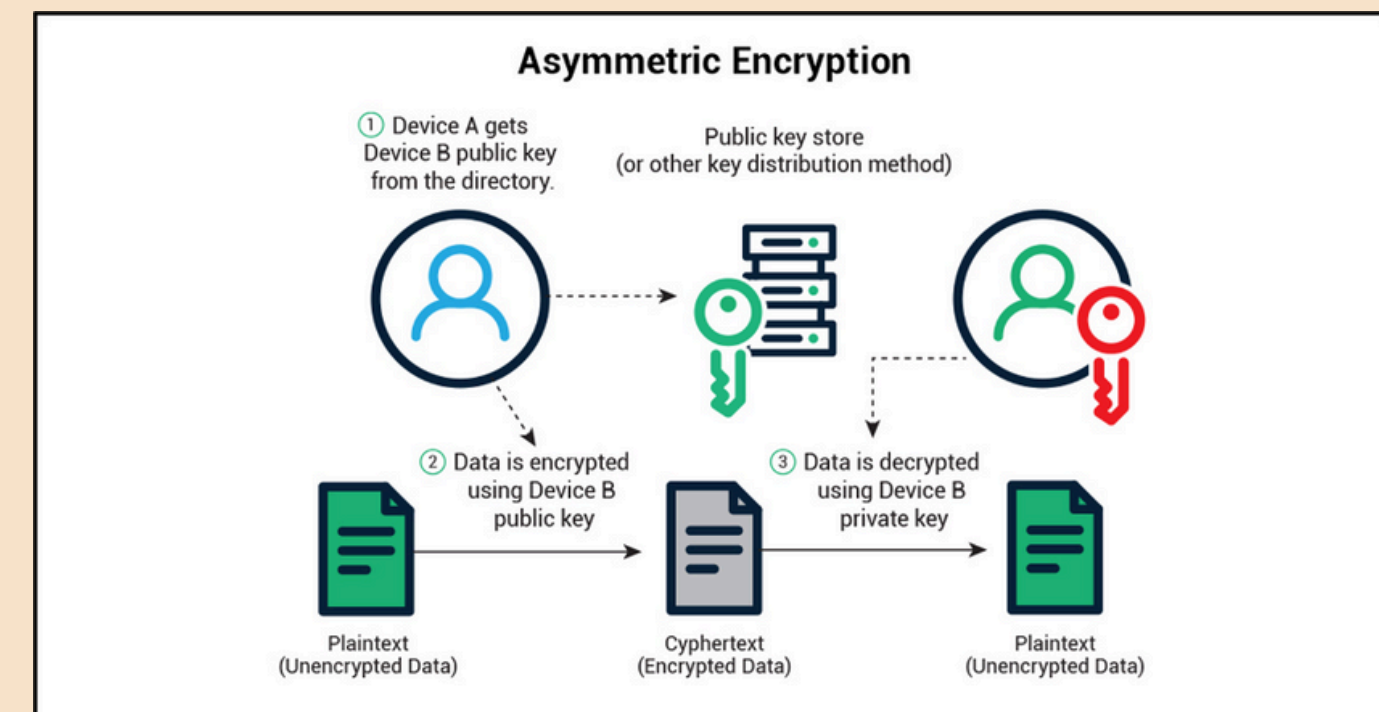 Asymmetric Encryption
① Device A gets
Device B public key
from the directory.
Public key store
(or other key distribution method)
② Data is encrypted
using Device B
public key
③ Data is decrypted
using Device B
private key
Plaintext
(Unencrypted Data)
Cyphertext
(Encrypted Data)
Plaintext
(Unencrypted Data)